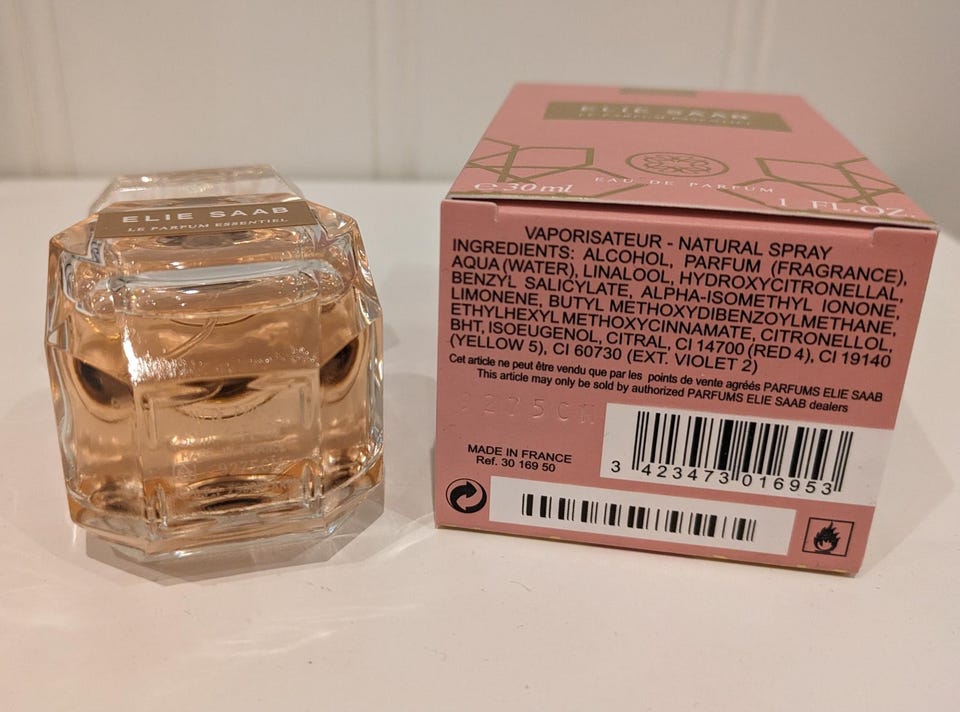 ELIE SAAB
LE PARFUM ESSENTIEL
ELIE SAAB
LE PARFUM ESSENTIEL
EAU DE PARFUM
℮ 30 ml
1 FL. OZ.
VAPORISATEUR - NATURAL SPRAY
INGREDIENTS: ALCOHOL, PARFUM (FRAGRANCE),
AQUA (WATER), LINALOOL, HYDROXYCITRONELLAL,
BENZYL SALICYLATE, ALPHA-ISOMETHYL IONONE,
LIMONENE, BUTYL METHOXYDIBENZOYLMETHANE,
ETHYLHEXYL METHOXYCINNAMATE, CITRONELLOL,
BHT, ISOEUGENOL, CITRAL, CI 14700 (RED 4), CI 19140
(YELLOW 5), CI 60730 (EXT. VIOLET 2)
Cet article ne peut être vendu que par les points de vente agréés PARFUMS ELIE SAAB
This article may only be sold by authorized PARFUMS ELIE SAAB dealers
MADE IN FRANCE
Ref. 30 169 50
3 423473 016953